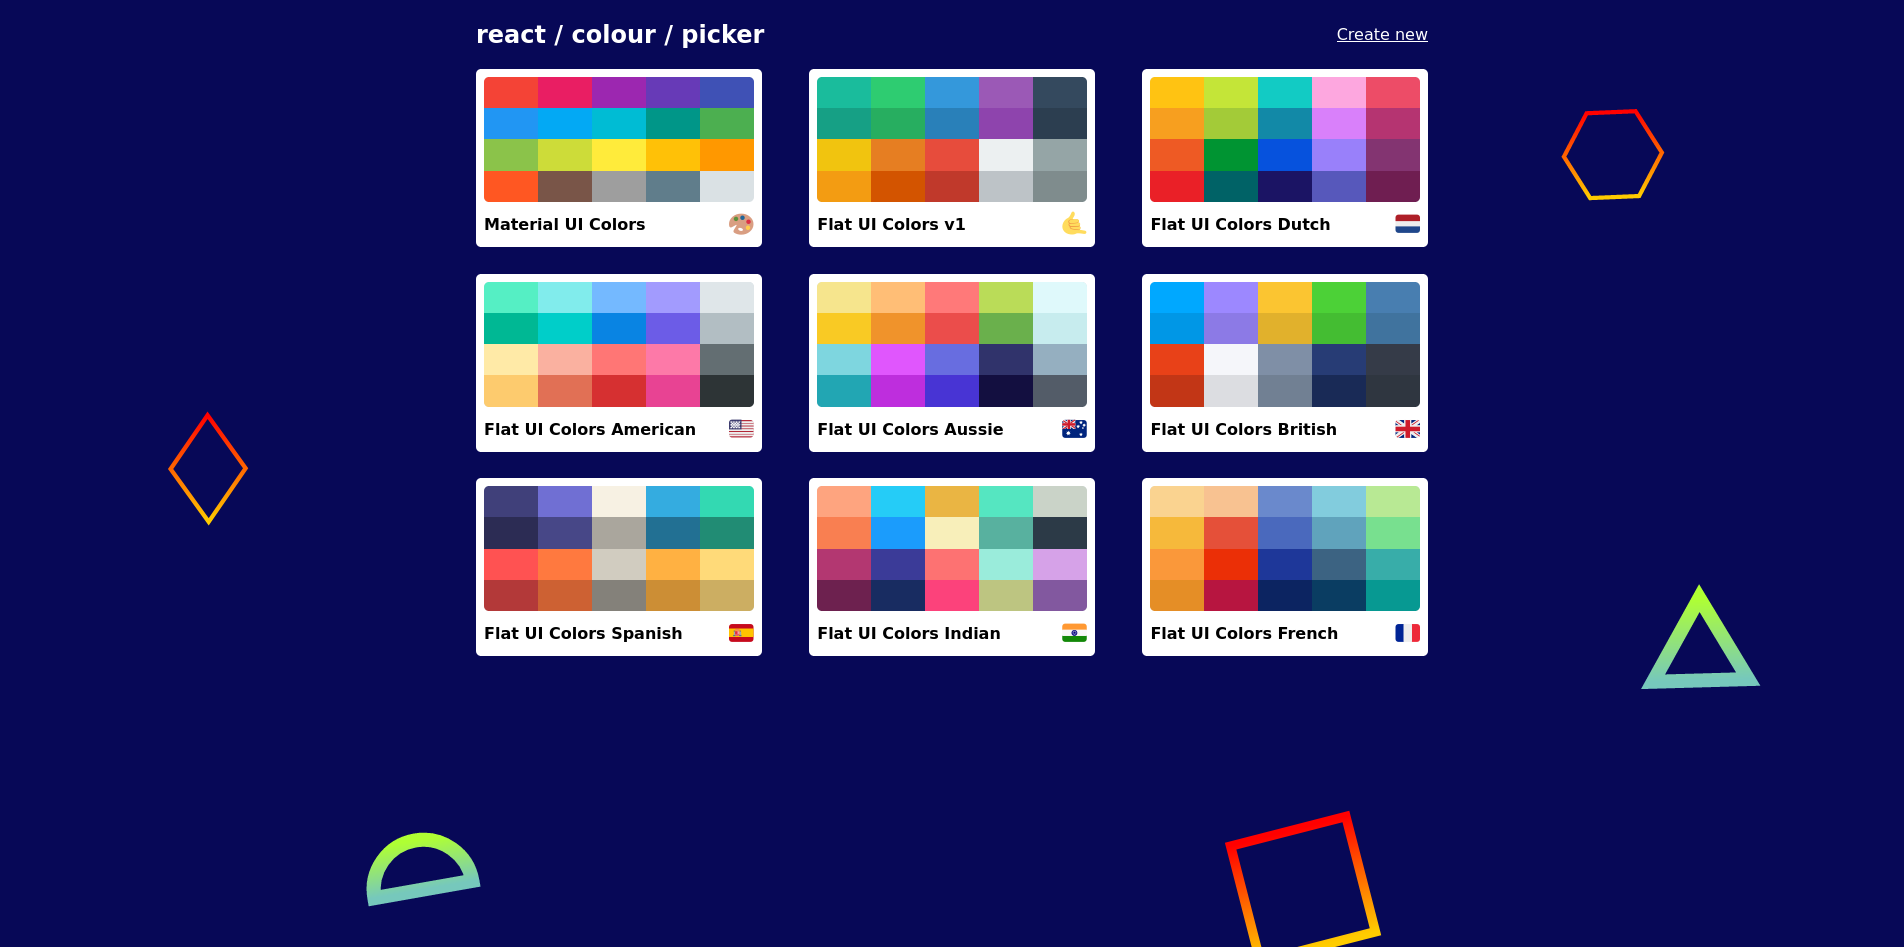 react / colour / picker
Create new
Material UI Colors
Flat UI Colors v1
Flat UI Colors Dutch
Flat UI Colors American
Flat UI Colors Aussie
Flat UI Colors British
Flat UI Colors Spanish
Flat UI Colors Indian
Flat UI Colors French